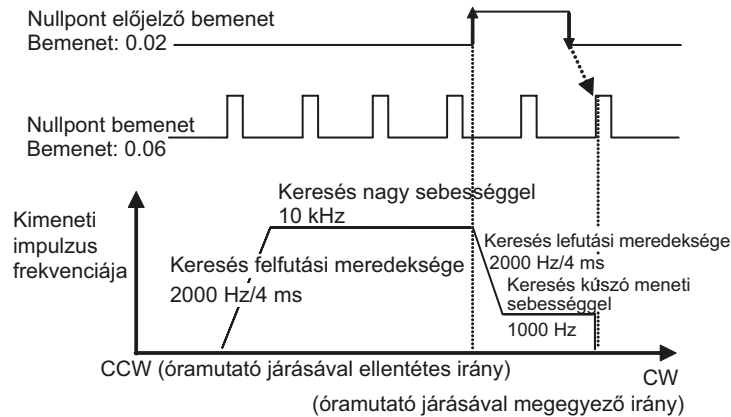 Nullpont előjelző bemenet
Bemenet: 0.02
Nullpont bemenet
Bemenet: 0.06
Keresés nagy sebességgel
10 kHz
Kimeneti
impulzus
frekvenciája
Keresés felfutási meredeksége
2000 Hz/4 ms
Keresés lefutási meredeksége
2000 Hz/4 ms
Keresés kúszó meneti
sebességgel
1000 Hz
CCW (óramutató járásával ellentétes irány)
CW
(óramutató járásával megegyező irány)